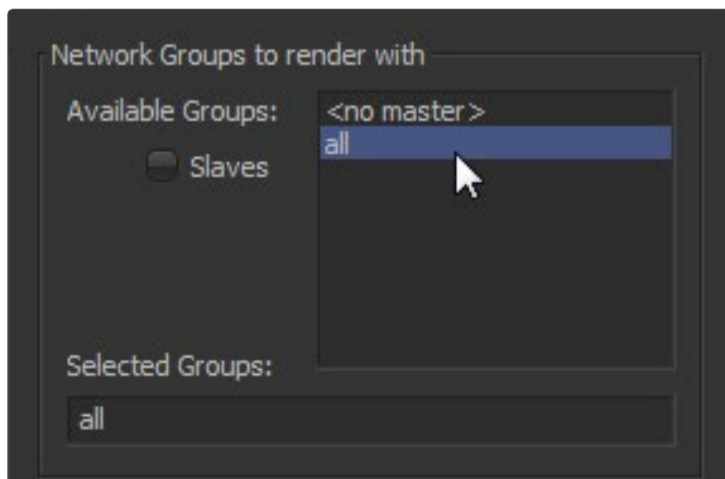 Network Groups to render with
Available Groups:
<no master>
all
Slaves
Selected Groups:
all